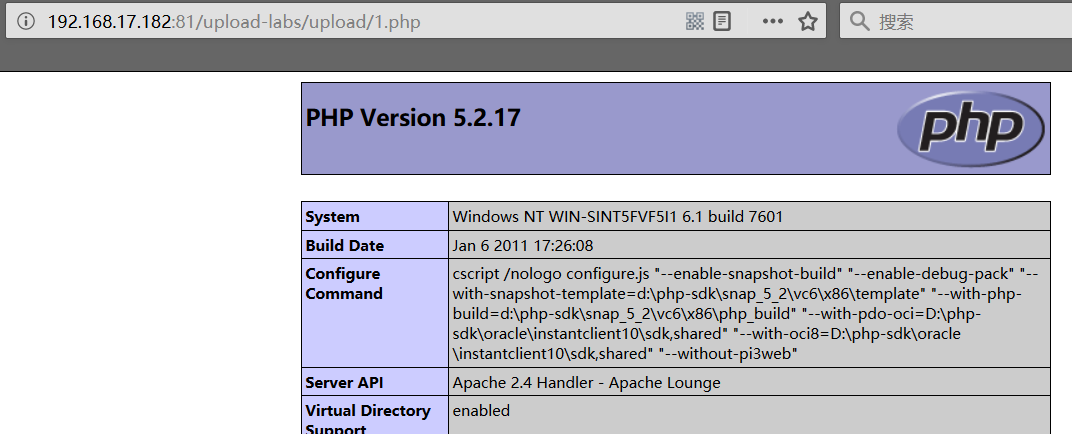 192.168.17.182:81/upload-labs/upload/1.php
搜索
PHP Version 5.2.17
php
System
Windows NT WIN-SINT5FVF5I1 6.1 build 7601
Build Date
Jan 6 2011 17:26:08
Configure
Command
cscript /nologo configure.js "--enable-snapshot-build" "--enable-debug-pack" "--
with-snapshot-template=d:\php-sdk\snap_5_2\vc6\x86\template" "--with-php-
build=d:\php-sdk\snap_5_2\vc6\x86\php_build" "--with-pdo-oci=D:\php-
sdk\oracle\instantclient10\sdk,shared" "--with-oci8=D:\php-sdk\oracle
\instantclient10\sdk,shared" "--without-pi3web"
Server API
Apache 2.4 Handler - Apache Lounge
Virtual Directory
Support
enabled